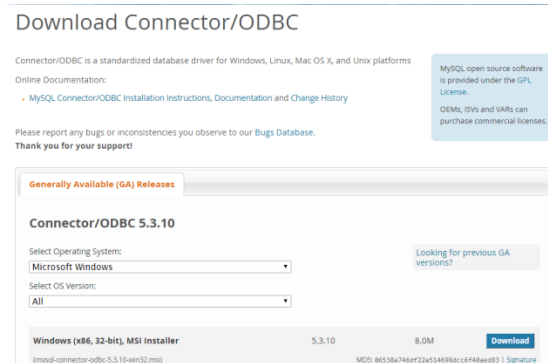 Download Connector/ODBC
Connector/ODBC is a standardized database driver for Windows, Linux, Mac OS X, and Unix platforms
Online Documentation:
MySQL Connector/ODBC Installation Instructions, Documentation and Change History
Please report any bugs or inconsistencies you observe to our Bugs Database.
Thank you for your support!
MySQL open source software
is provided under the GPL
License.
OEMs, ISVs and VARs can
purchase commercial licenses.
Generally Available (GA) Releases
Connector/ODBC 5.3.10
Select Operating System:
Microsoft Windows
Looking for previous GA
versions?
Select OS Version:
All
Windows (x86, 32-bit), MSI Installer 5.3.10 8.0M Download
(mysql-connector-odbc-5.3.10-win32.msi) MD5: | Signature